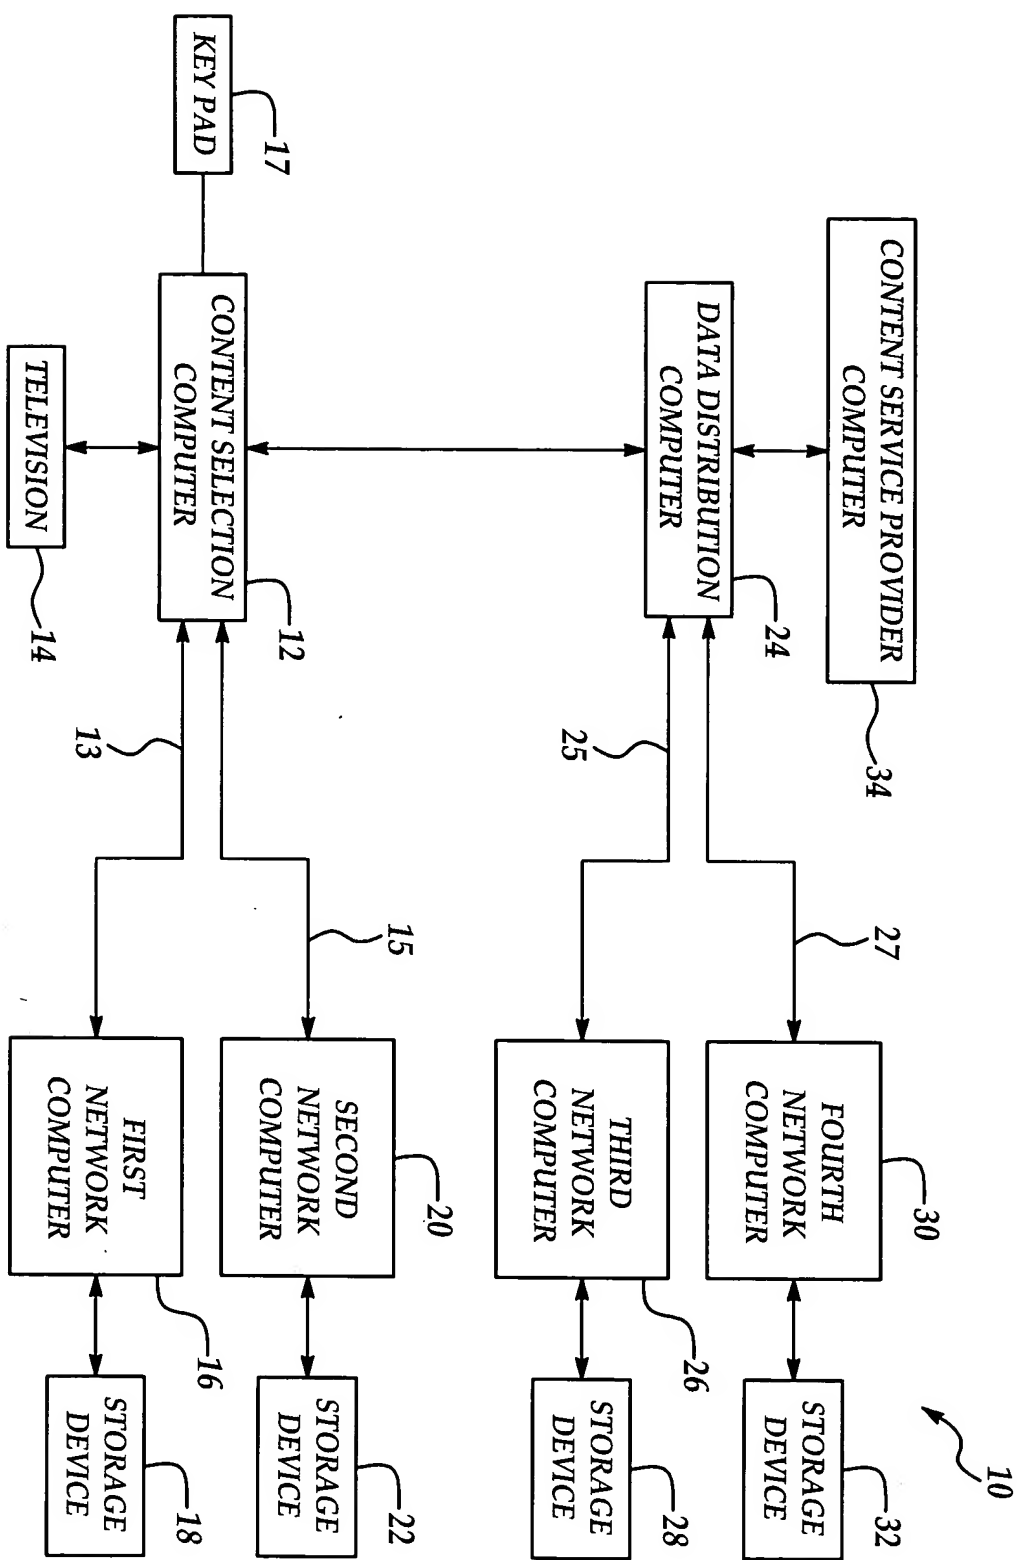 10
CONTENT SERVICE PROVIDER
COMPUTER
34
27
FOURTH
NETWORK
COMPUTER
30
STORAGE
DEVICE
32
DATA DISTRIBUTION
COMPUTER
24
25
THIRD
NETWORK
COMPUTER
26
STORAGE
DEVICE
28
15
SECOND
NETWORK
COMPUTER
20
STORAGE
DEVICE
22
KEY PAD
17
CONTENT SELECTION
COMPUTER
12
13
FIRST
NETWORK
COMPUTER
16
STORAGE
DEVICE
18
TELEVISION
14